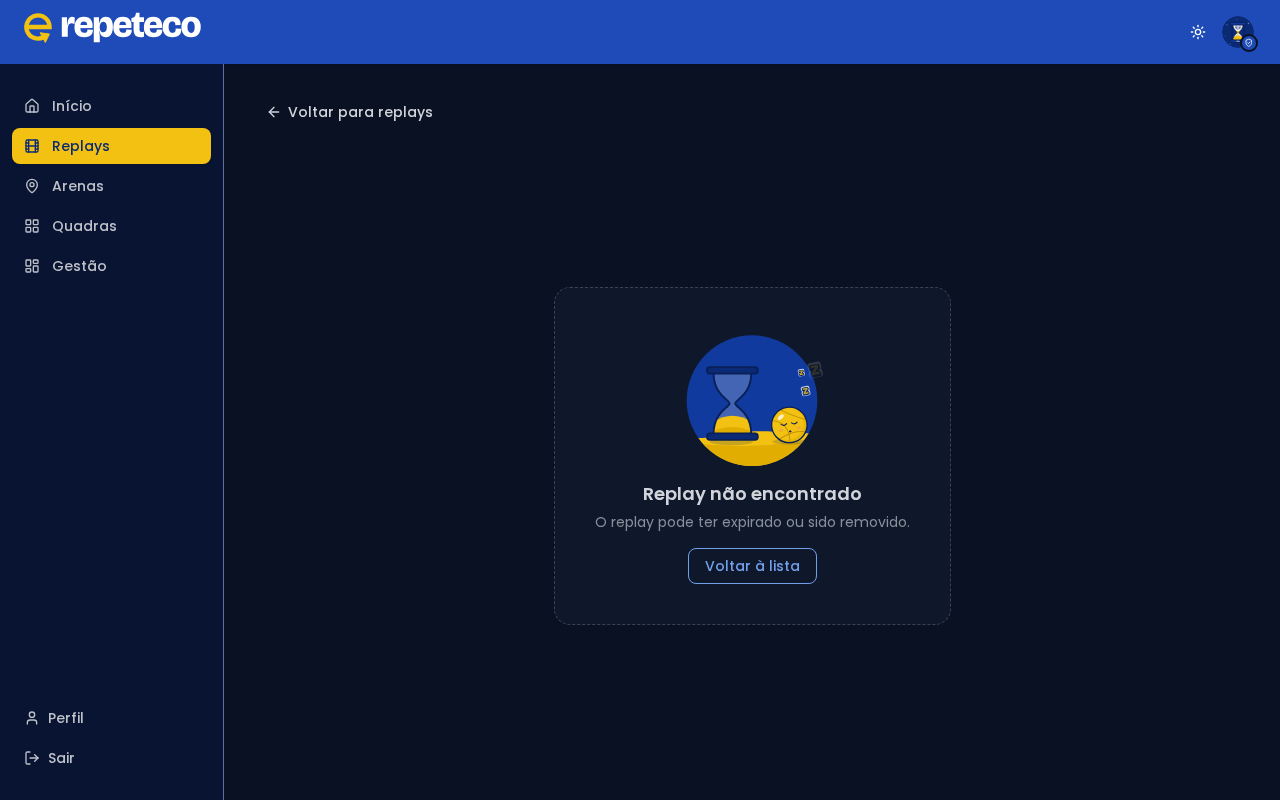 repeteco
Início
Replays
Arenas
Quadras
Gestão
Perfil
Sair
Voltar para replays
Z
Z
Z
Replay não encontrado
O replay pode ter expirado ou sido removido.
Voltar à lista